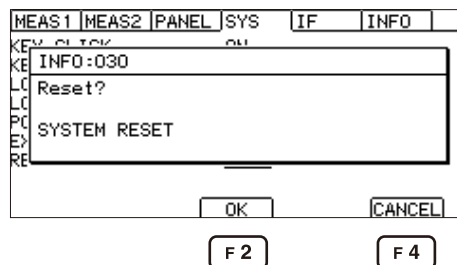 MEAS1 MEAS2 PANEL SYS IF INFO
INFO:030
Reset?
SYSTEM RESET
OK CANCEL
F2 F4